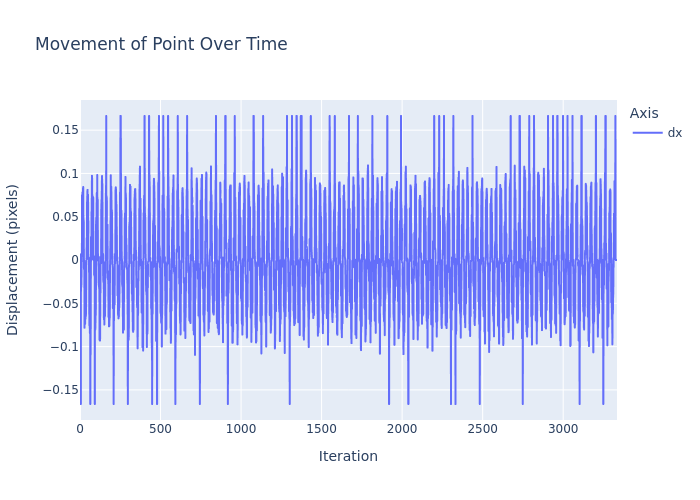 Movement of Point Over Time
Axis
dx
0.15
0.1
0.05
0
−0.05
−0.1
−0.15
Displacement (pixels)
0 500 1000 1500 2000 2500 3000
Iteration